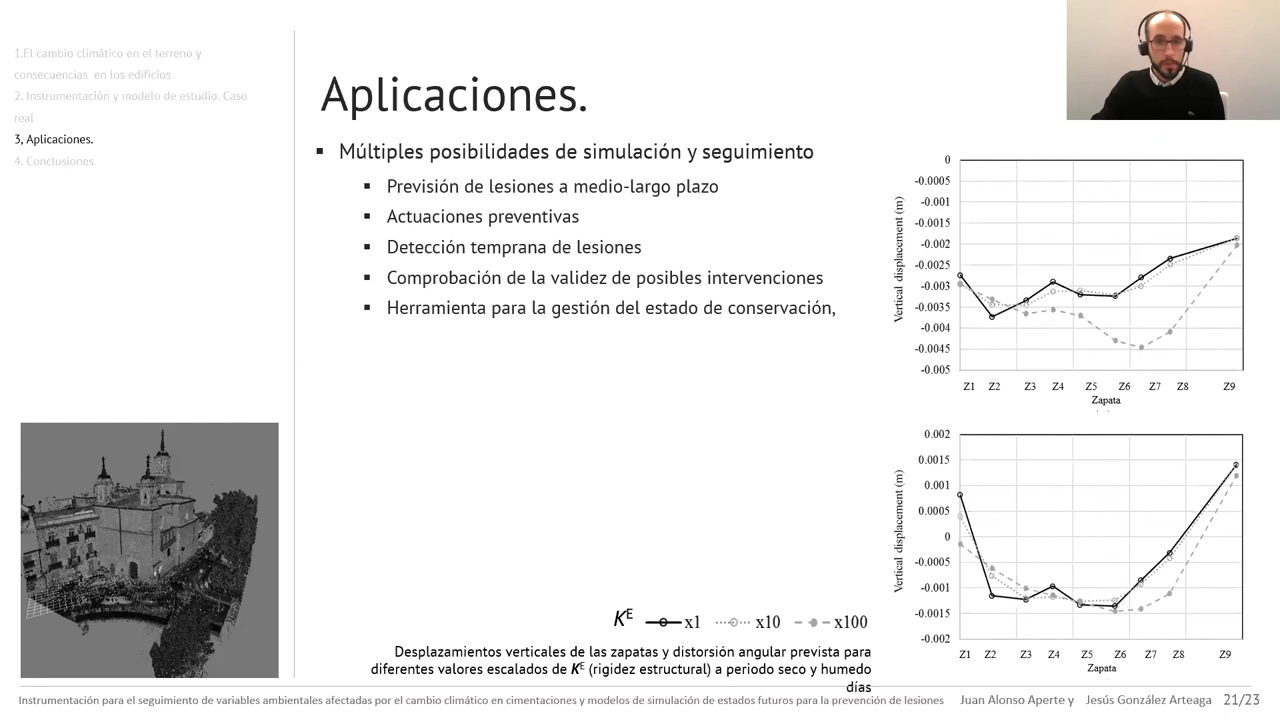 1.El cambio climático en el terreno y
consecuencias en los edificios
2. Instrumentación y modelo de estudio. Caso
real
3, Aplicaciones.
4. Conclusiones
Aplicaciones.
▪ Múltiples posibilidades de simulación y seguimiento
▪ Previsión de lesiones a medio-largo plazo
▪ Actuaciones preventivas
▪ Detección temprana de lesiones
▪ Comprobación de la validez de posibles intervenciones
▪ Herramienta para la gestión del estado de conservación,
Vertical displacement (m)
0
-0.0005
-0.001
-0.0015
-0.002
-0.0025
-0.003
-0.0035
-0.004
-0.0045
-0.005
Z1 Z2 Z3 Z4 Z5 Z6 Z7 Z8 Z9
Zapata
Vertical displacement (m)
0.002
0.0015
0.001
0.0005
0
-0.0005
-0.001
-0.0015
-0.002
Z1 Z2 Z3 Z4 Z5 Z6 Z7 Z8 Z9
Zapata
Kᴱ x1 x10 x100
Desplazamientos verticales de las zapatas y distorsión angular prevista para
diferentes valores escalados de Kᴱ (rigidez estructural) a periodo seco y humedo
días
Instrumentación para el seguimiento de variables ambientales afectadas por el cambio climático en cimentaciones y modelos de simulación de estados futuros para la prevención de lesiones Juan Alonso Aperte y Jesús González Arteaga 21/23